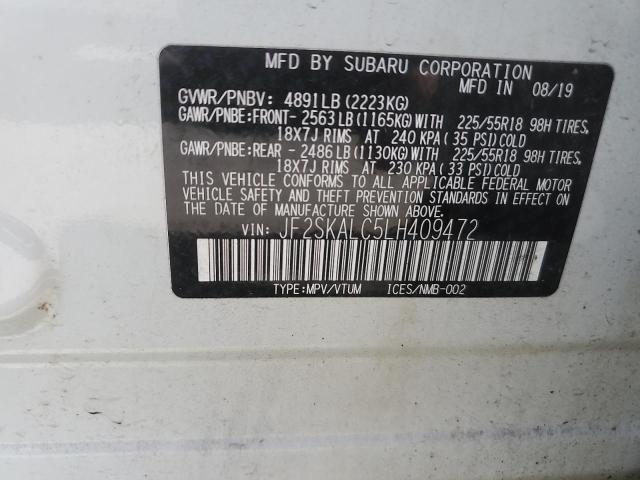 MFD BY SUBARU CORPORATION
MFD IN 08/19
GVWR/PNBV: 4891LB (2223KG)
GAWR/PNBE:FRONT- 2563LB (1165KG)WITH 225/55R18 98H TIRES,
18X7J RIMS AT 240 KPA (35 PSI)COLD
GAWR/PNBE:REAR - 2486LB (1130KG)WITH 225/55R18 98H TIRES,
18X7J RIMS AT 230 KPA (33 PSI)COLD
THIS VEHICLE CONFORMS TO ALL APPLICABLE FEDERAL MOTOR
VEHICLE SAFETY AND THEFT PREVENTION STANDARDS IN EFFECT
ON THE DATE OF MANUFACTURE SHOWN ABOVE.
VIN: JF2SKALC5LH409472
TYPE:MPV/VTUM ICES/NMB-002